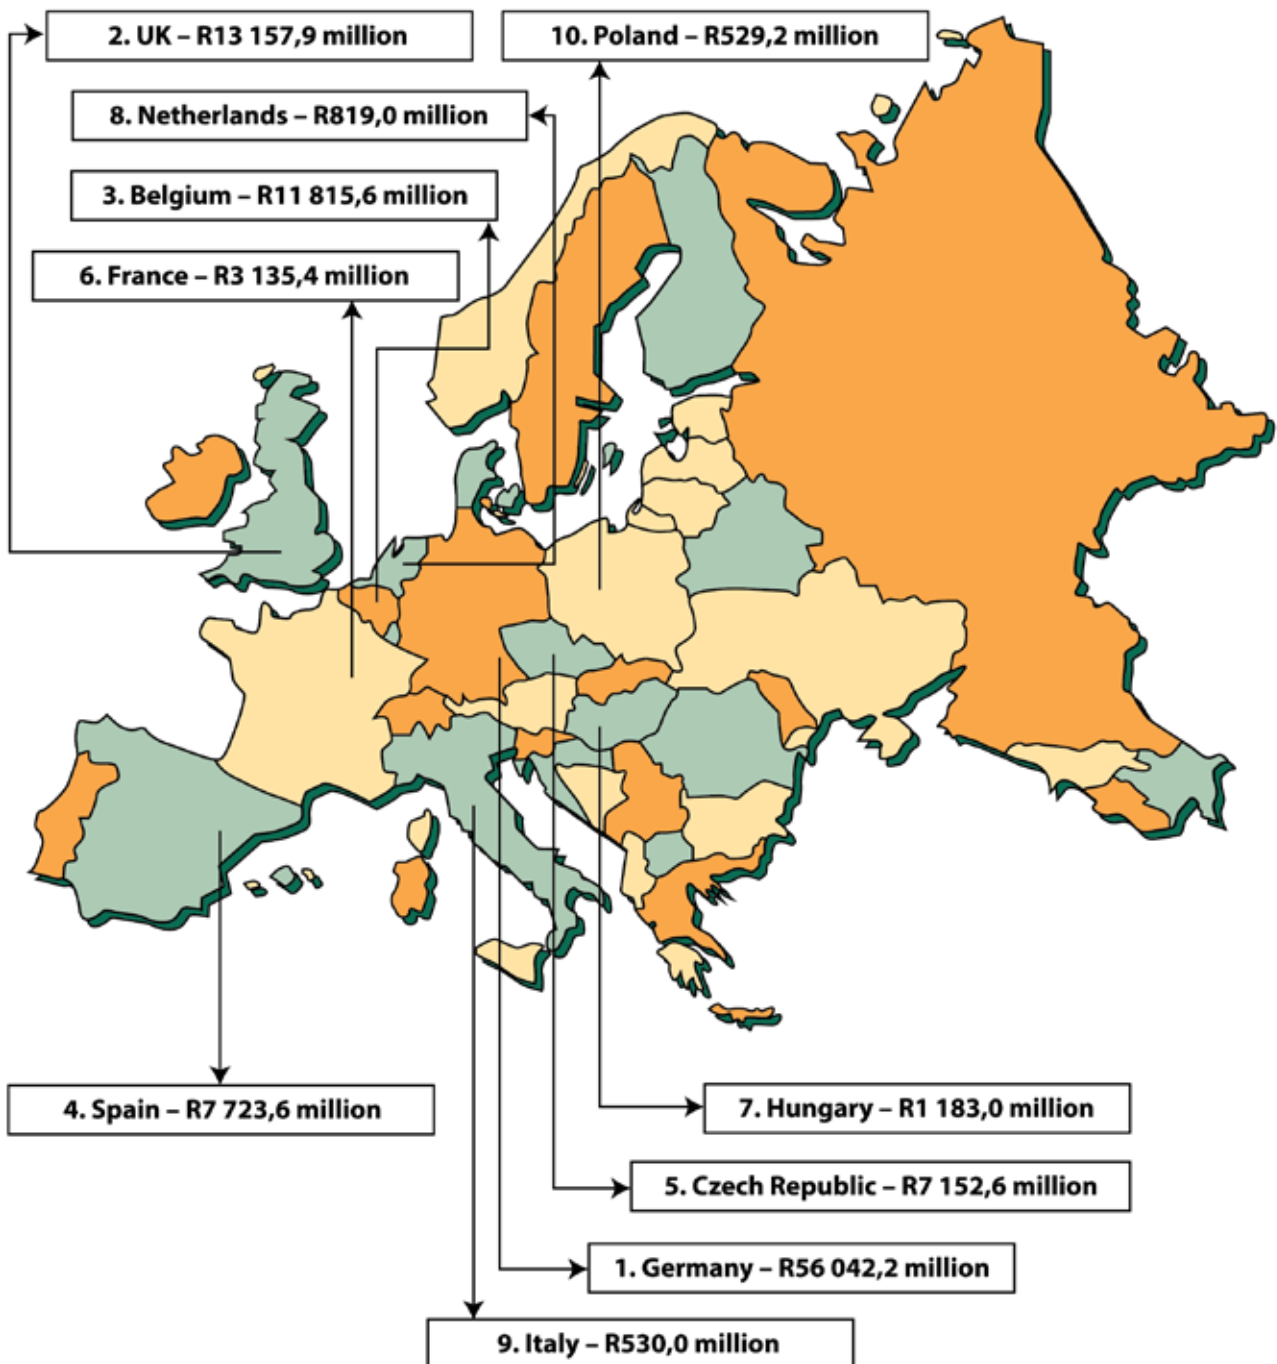 2. UK – R13 157,9 million
10. Poland – R529,2 million
8. Netherlands – R819,0 million
3. Belgium – R11 815,6 million
6. France – R3 135,4 million
4. Spain – R7 723,6 million
7. Hungary – R1 183,0 million
5. Czech Republic – R7 152,6 million
1. Germany – R56 042,2 million
9. Italy – R530,0 million